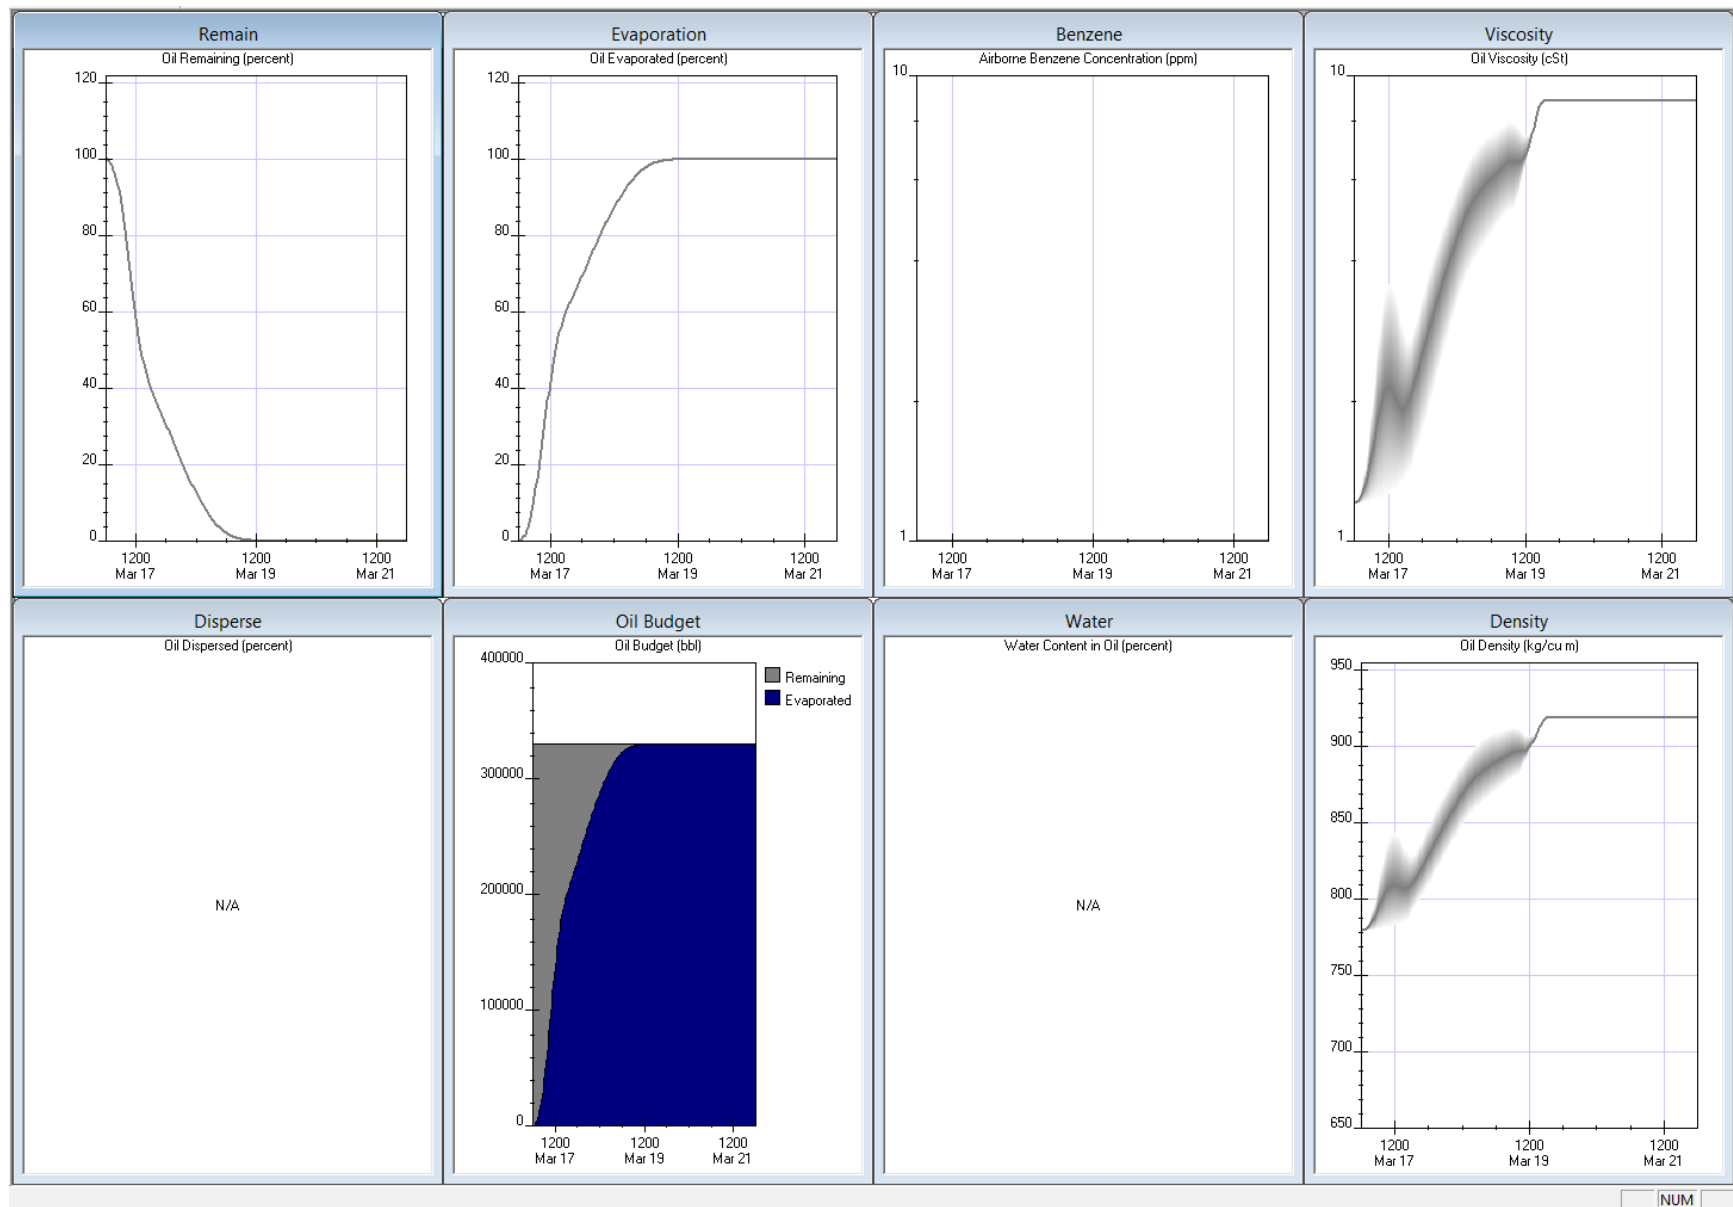 Remain
Oil Remaining (percent)
120
100
80
60
40
20
0
1200 1200 1200
Mar 17 Mar 19 Mar 21
Evaporation
Oil Evaporated (percent)
120
100
80
60
40
20
0
1200 1200 1200
Mar 17 Mar 19 Mar 21
Benzene
Airborne Benzene Concentration (ppm)
10
1
1200 1200 1200
Mar 17 Mar 19 Mar 21
Viscosity
Oil Viscosity (cSt)
10
1
1200 1200 1200
Mar 17 Mar 19 Mar 21
Disperse
Oil Dispersed (percent)
N/A
Oil Budget
Oil Budget (bbl)
400000
300000
200000
100000
0
1200 1200 1200
Mar 17 Mar 19 Mar 21
Remaining
Evaporated
Water
Water Content in Oil (percent)
N/A
Density
Oil Density (kg/cu m)
950
900
850
800
750
700
650
1200 1200 1200
Mar 17 Mar 19 Mar 21
NUM